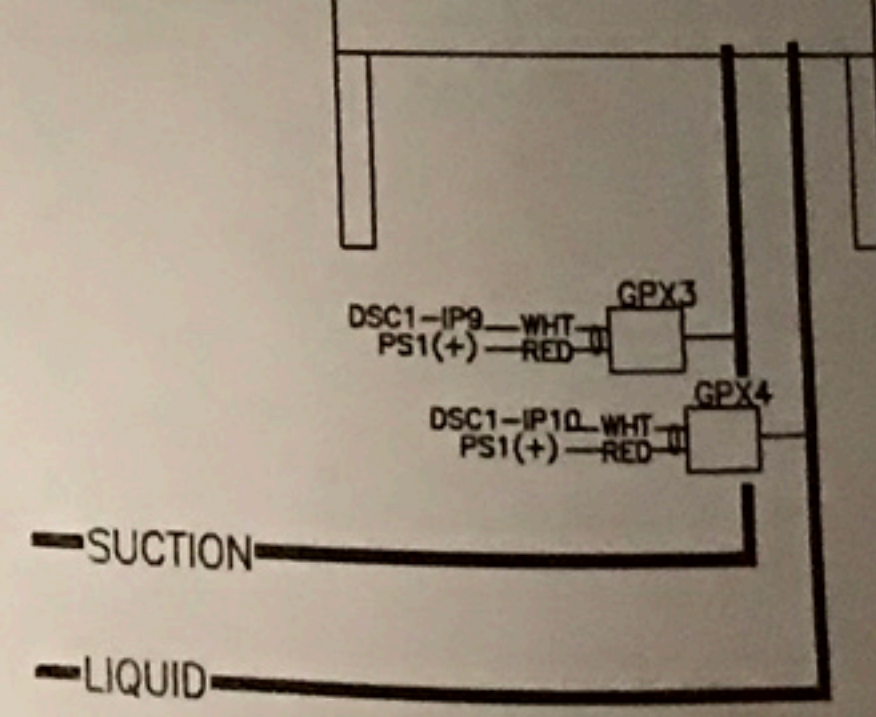 GPX3
DSC1-IP9 WHT
PS1(+) RED
GPX4
DSC1-IP10 WHT
PS1(+) RED
SUCTION
LIQUID